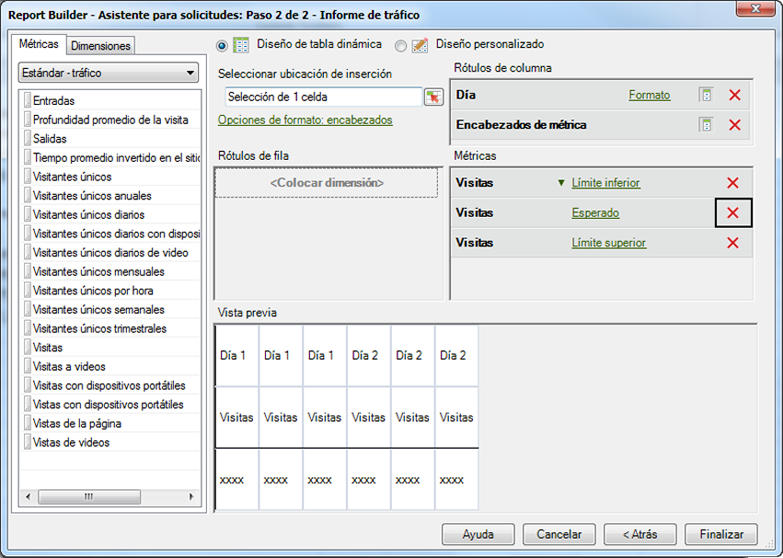 Report Builder - Asistente para solicitudes: Paso 2 de 2 - Informe de tráfico
Métricas
Dimensiones
Estándar - tráfico
Entradas
Profundidad promedio de la visita
Salidas
Tiempo promedio invertido en el sitio
Visitantes únicos
Visitantes únicos anuales
Visitantes únicos diarios
Visitantes únicos diarios con disposi
Visitantes únicos diarios de video
Visitantes únicos mensuales
Visitantes únicos por hora
Visitantes únicos semanales
Visitantes únicos trimestrales
Visitas
Visitas a videos
Visitas con dispositivos portátiles
Vistas con dispositivos portátiles
Vistas de la página
Vistas de videos
Diseño de tabla dinámica
Diseño personalizado
Seleccionar ubicación de inserción
Selección de 1 celda
Opciones de formato: encabezados
Rótulos de columna
Día Formato
Encabezados de métrica
Rótulos de fila
<Colocar dimensión>
Métricas
Visitas Límite inferior
Visitas Esperado
Visitas Límite superior
Vista previa
Día 1 Día 1 Día 1 Día 2 Día 2 Día 2
Visitas Visitas Visitas Visitas Visitas Visitas
xxxx xxxx xxxx xxxx xxxx xxxx
Ayuda Cancelar < Atrás Finalizar